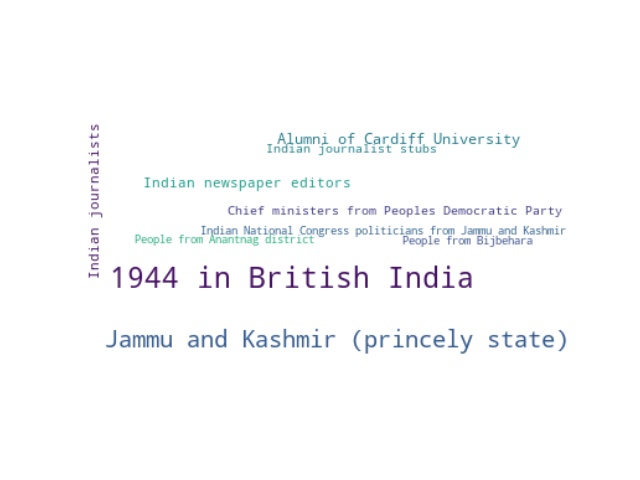 Indian journalists
Alumni of Cardiff University
Indian journalist stubs
Indian newspaper editors
Chief ministers from Peoples Democratic Party
Indian National Congress politicians from Jammu and Kashmir
People from Anantnag district
People from Bijbehara
1944 in British India
Jammu and Kashmir (princely state)